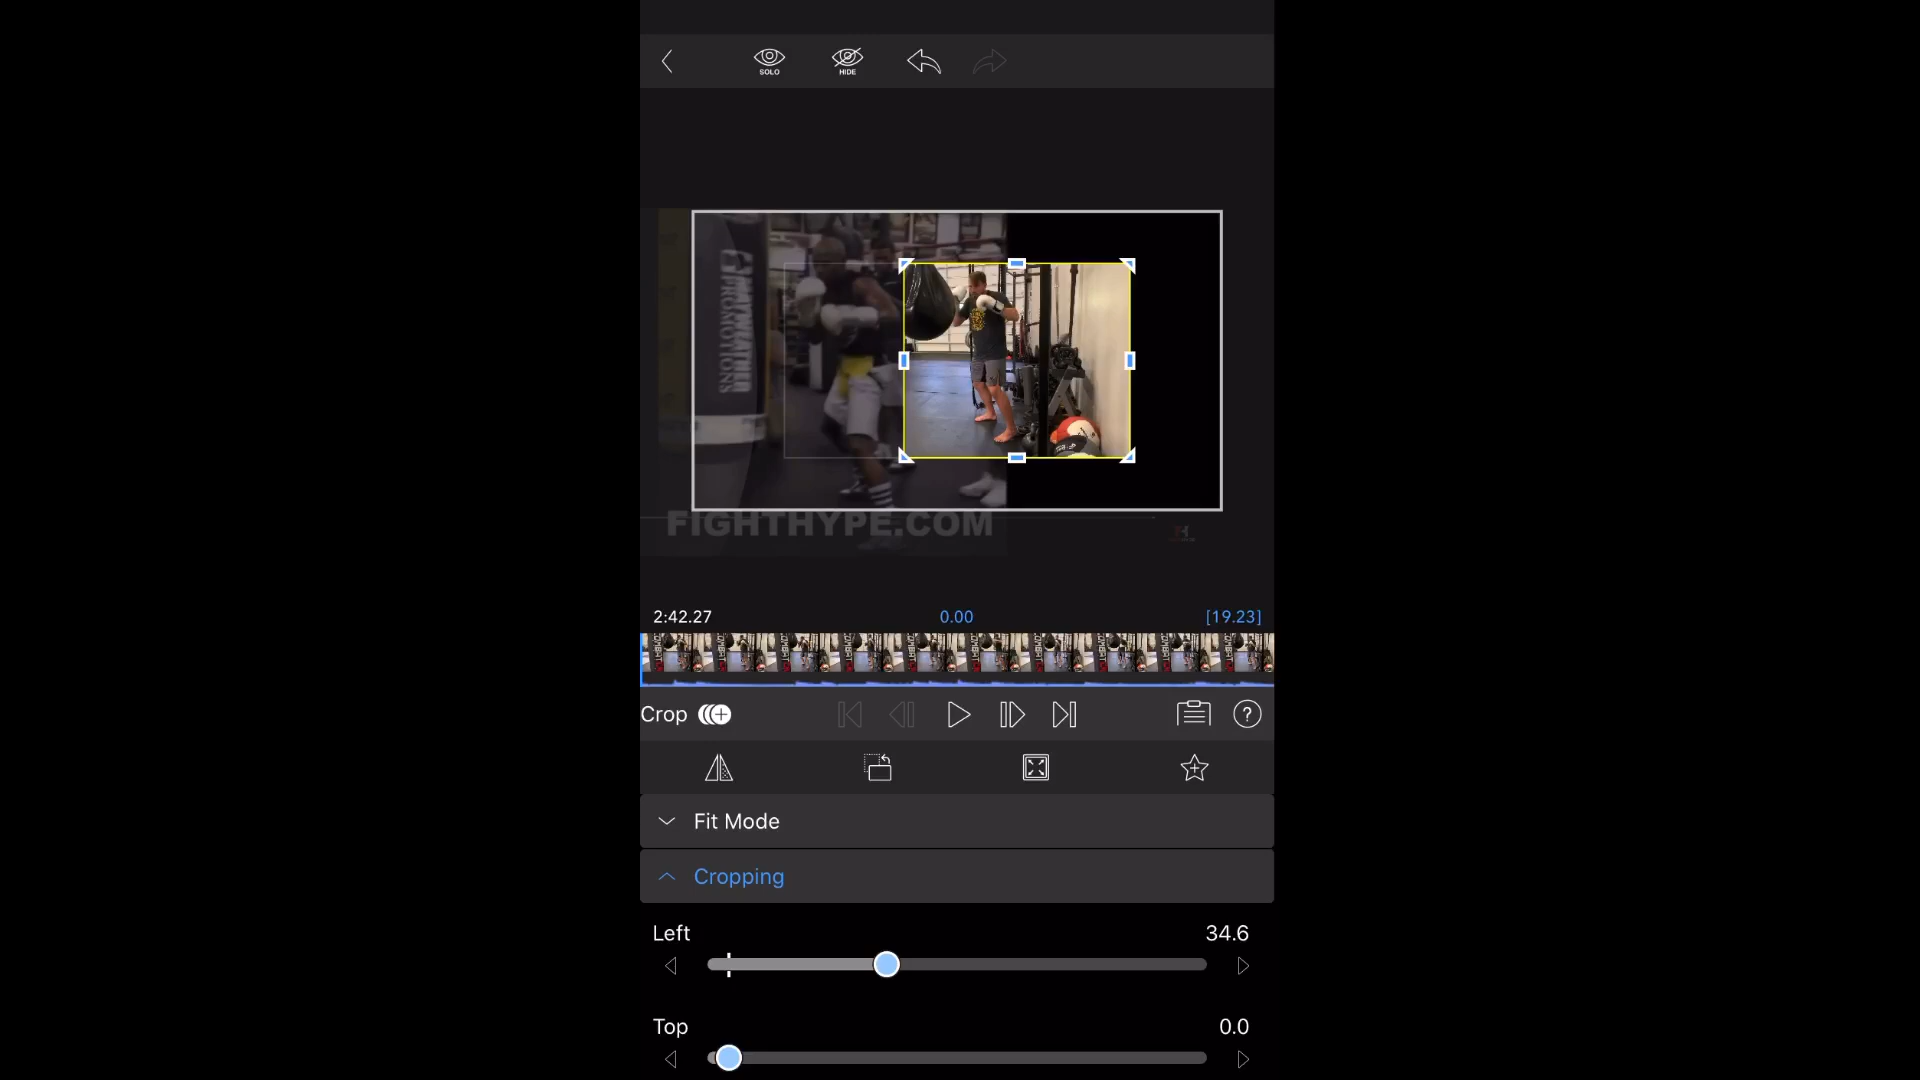 SOLO HIDE
MAYWEATHER
PROMOTIONS
FIGHTHYPE.COM
2:42.27 0.00 [19.23]
Crop
Fit Mode
Cropping
Left 34.6
Top 0.0